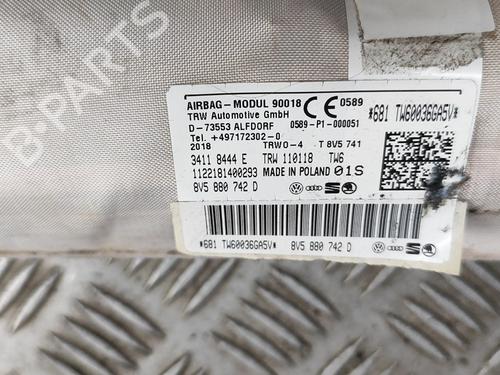 B-PARTS
AIRBAG-MODUL 90018 CE 0589
TRW Automotive GmbH
D-73553 ALFDORF 0589-P1-000051
Tel. +497172302-0
2018 TRWO-4 T 8V5 741
3411 8444 E TRW 110118 TW6
1122181400293 MADE IN POLAND 01S
8V5 880 742 D
*681 TW60036GA5V*
*681 TW60036GA5V* 8V5 880 742 D